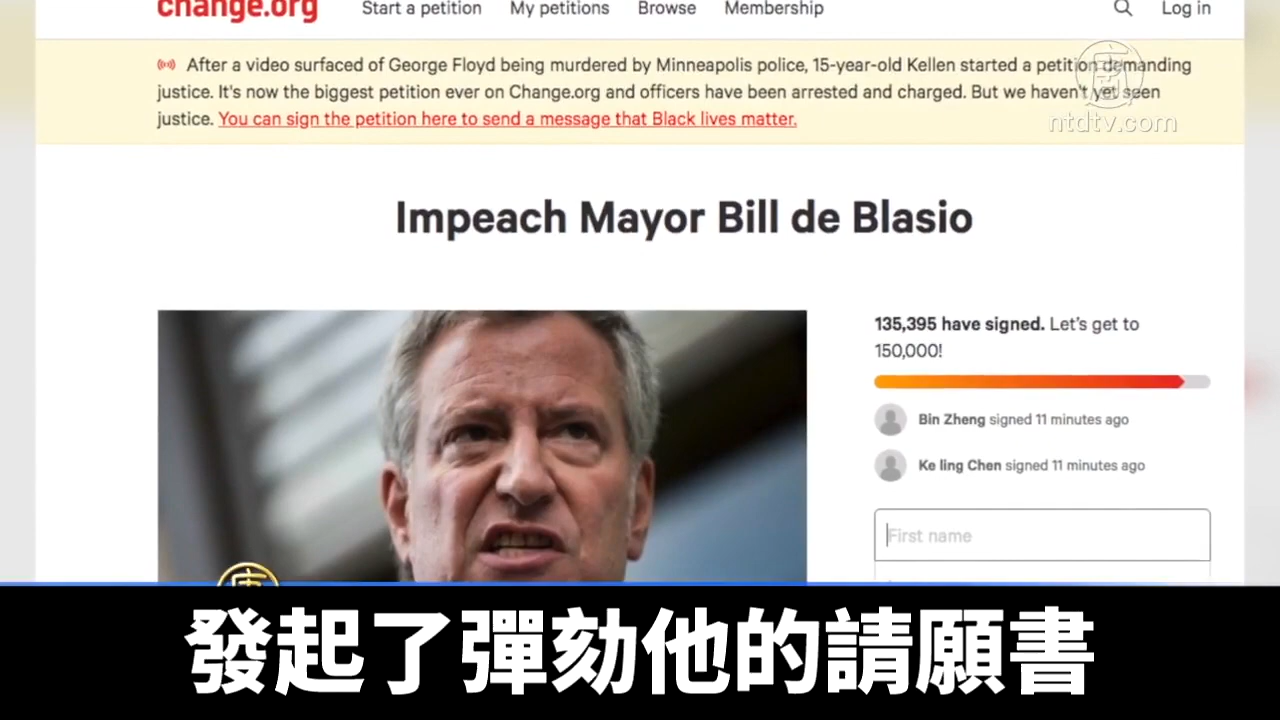 change.org Start a petition My petitions Browse Membership Log in
After a video surfaced of George Floyd being murdered by Minneapolis police, 15-year-old Kellen started a petition demanding
justice. It's now the biggest petition ever on Change.org and officers have been arrested and charged. But we haven't yet seen
justice. You can sign the petition here to send a message that Black lives matter.
ntdtv.com
Impeach Mayor Bill de Blasio
135,395 have signed. Let's get to
150,000!
Bin Zheng signed 11 minutes ago
Ke ling Chen signed 11 minutes ago
First name
發起了彈劾他的請願書